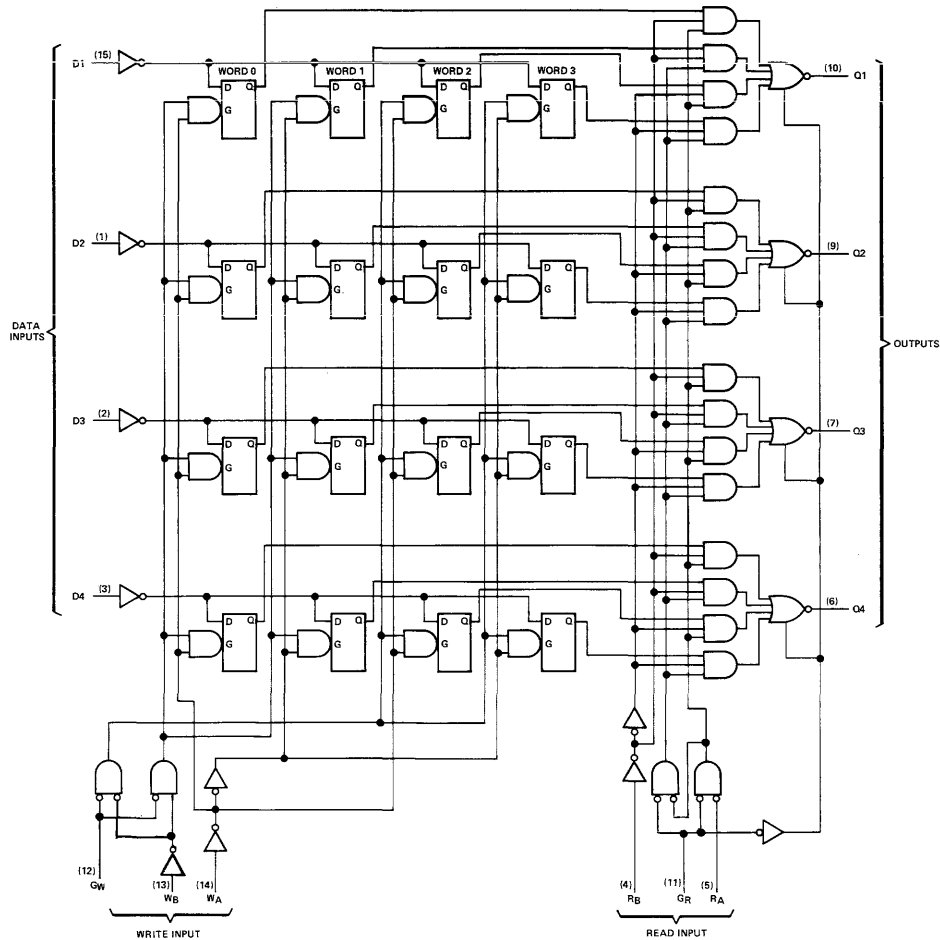 D1 (15)
WORD 0 WORD 1 WORD 2 WORD 3
D Q D Q D Q D Q
G G G G
(10) Q1
D2 (1)
D Q D Q D Q D Q
G G G G
(9) Q2
DATA
INPUTS
OUTPUTS
D3 (2)
D Q D Q D Q D Q
G G G G
(7) Q3
D4 (3)
D Q D Q D Q D Q
G G G G
(6) Q4
(12) (13) (14) (4) (11) (5)
GW WB WA RB GR RA
WRITE INPUT READ INPUT